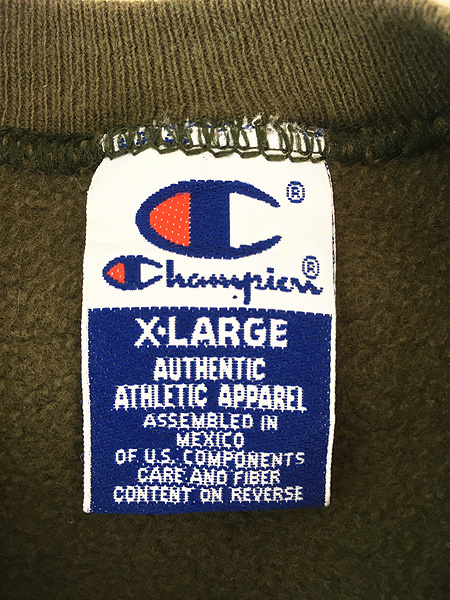 C ®
Champion ®
X-LARGE
AUTHENTIC
ATHLETIC APPAREL
ASSEMBLED IN
MEXICO
OF U.S. COMPONENTS
CARE AND FIBER
CONTENT ON REVERSE